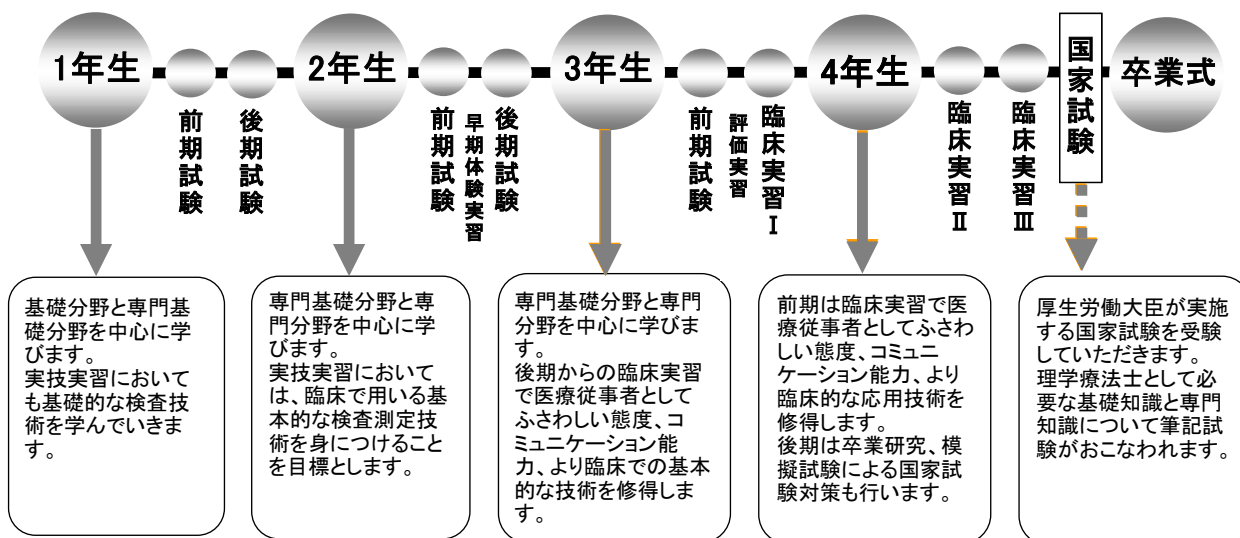 1年生
前期試験
後期試験
2年生
前期試験
早期体験実習
後期試験
3年生
前期試験
評価実習
臨床実習Ⅰ
4年生
臨床実習Ⅱ
臨床実習Ⅲ
国家試験
卒業式
基礎分野と専門基
礎分野を中心に学
びます。
実技実習において
も基礎的な検査技
術を学んでいきま
す。
専門基礎分野と専
門分野を中心に学
びます。
実技実習において
は、臨床で用いる基
本的な検査測定技
術を身につけること
を目標とします。
専門基礎分野と専門
分野を中心に学びま
す。
後期からの臨床実習
で医療従事者として
ふさわしい態度、コ
ミュニケーション能
力、より臨床での基本
的な技術を修得しま
す。
前期は臨床実習で医
療従事者としてふさわ
しい態度、コミュニ
ケーション能力、より
臨床的な応用技術を
修得します。
後期は卒業研究、模
擬試験による国家試
験対策も行います。
厚生労働大臣が実施
する国家試験を受験
していただきます。
理学療法士として必
要な基礎知識と専門
知識について筆記試
験がおこなわれます。